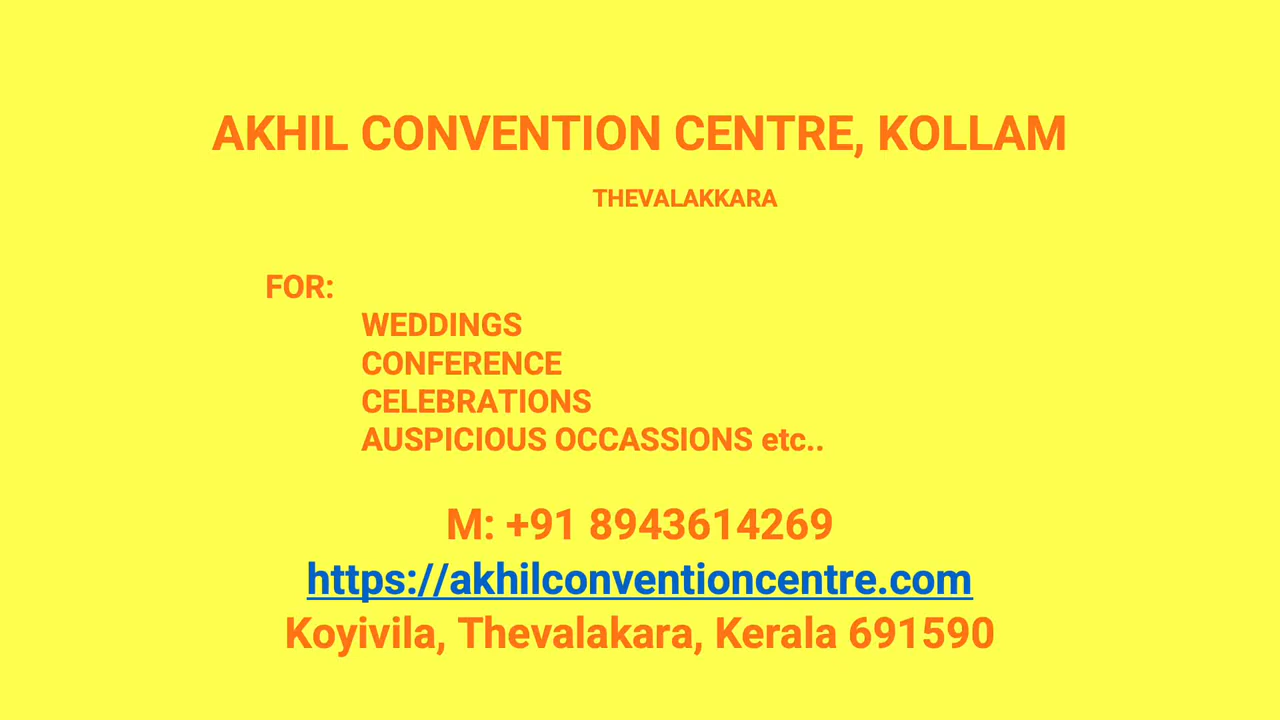 AKHIL CONVENTION CENTRE, KOLLAM
THEVALAKKARA
FOR:
WEDDINGS
CONFERENCE
CELEBRATIONS
AUSPICIOUS OCCASSIONS etc..
M: +91 8943614269
https://akhilconventioncentre.com
Koyivila, Thevalakara, Kerala 691590